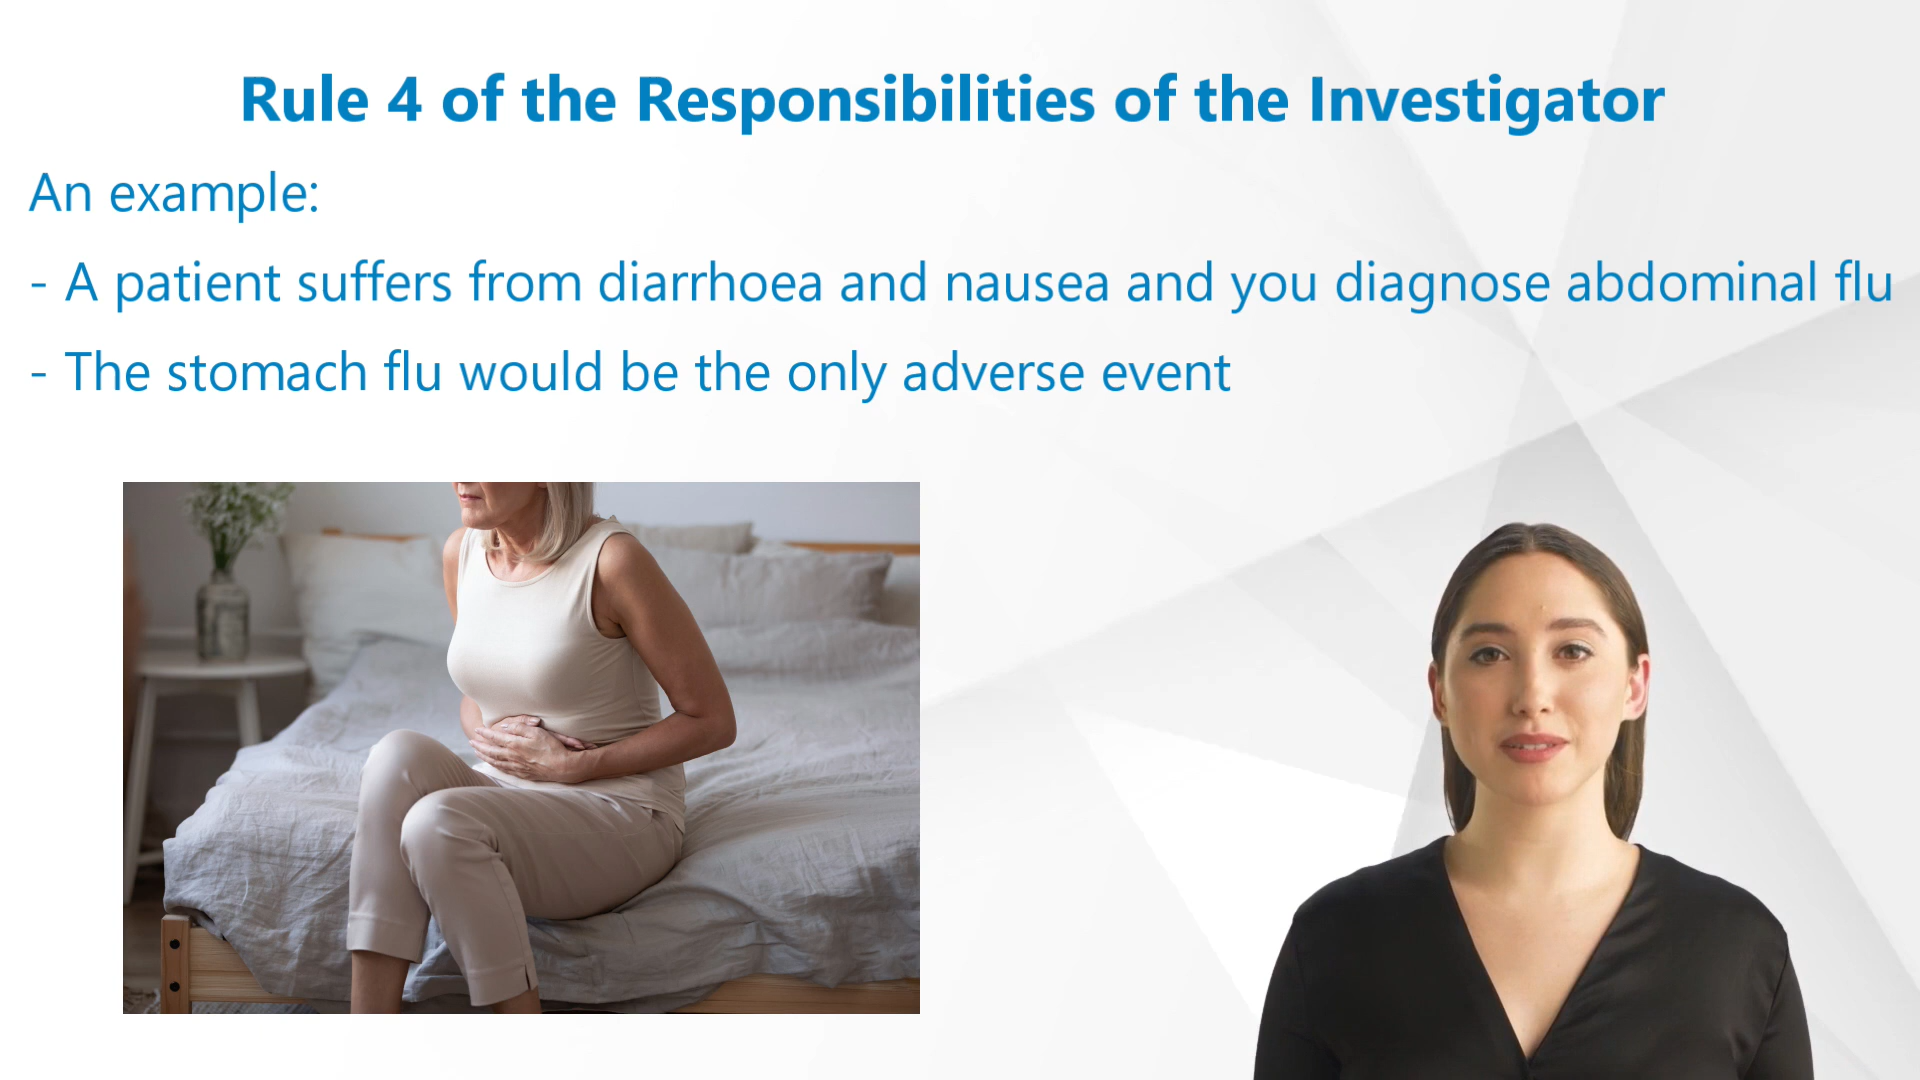 Rule 4 of the Responsibilities of the Investigator
An example:
- A patient suffers from diarrhoea and nausea and you diagnose abdominal flu
- The stomach flu would be the only adverse event